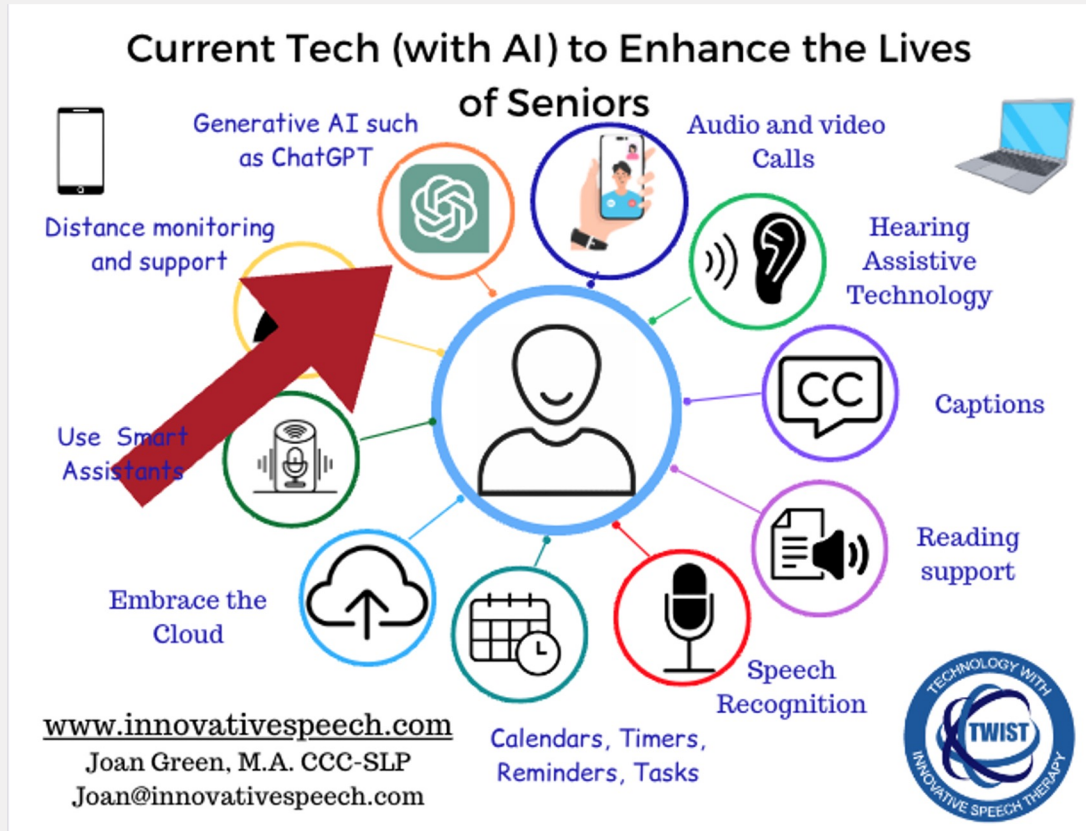 Current Tech (with AI) to Enhance the Lives
of Seniors
Generative AI such
as ChatGPT
Audio and video
Calls
Distance monitoring
and support
Hearing
Assistive
Technology
CC
Captions
Use Smart
Assistants
Reading
support
Embrace the
Cloud
Speech
Recognition
Calendars, Timers,
Reminders, Tasks
www.innovativespeech.com
Joan Green, M.A. CCC-SLP
Joan@innovativespeech.com
TECHNOLOGY WITH
TWIST
INNOVATIVE SPEECH THERAPY